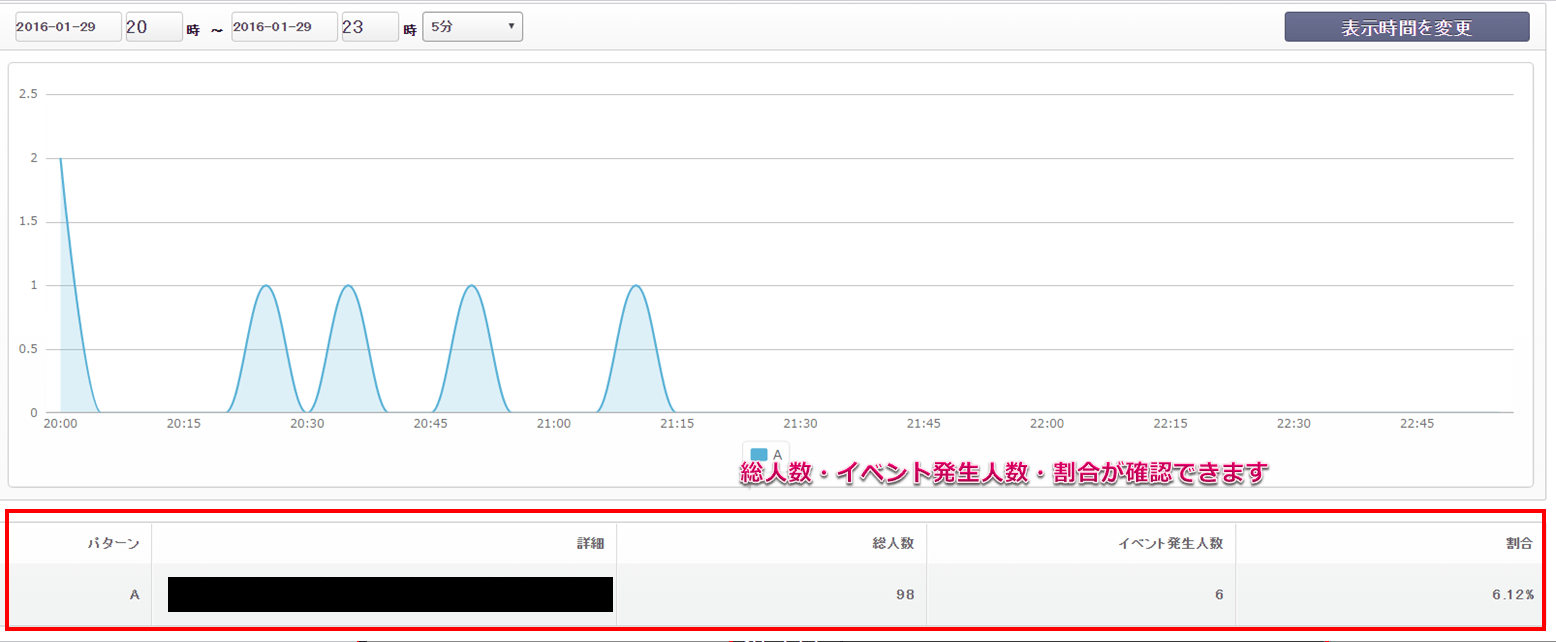 2016-01-29 20 時 ～ 2016-01-29 23 時 5分 表示時間を変更
2.5
2
1.5
1
0.5
0
20:00 20:15 20:30 20:45 21:00 21:15 21:30 21:45 22:00 22:15 22:30 22:45
A
総人数・イベント発生人数・割合が確認できます
パターン 詳細 総人数 イベント発生人数 割合
A 98 6 6.12%